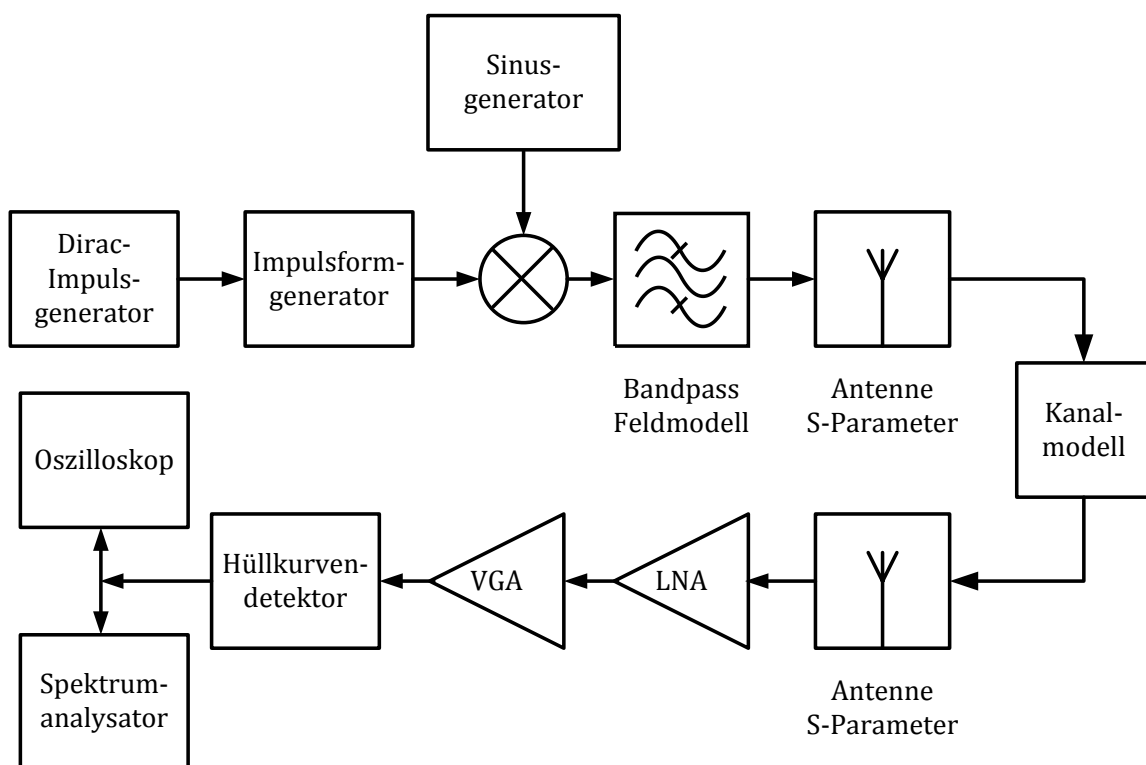 Sinus-
generator
Dirac-
Impuls-
generator
Impulsform-
generator
Bandpass
Feldmodell
Antenne
S-Parameter
Kanal-
modell
Oszilloskop
Hüllkurven-
detektor
VGA
LNA
Spektrum-
analysator
Antenne
S-Parameter